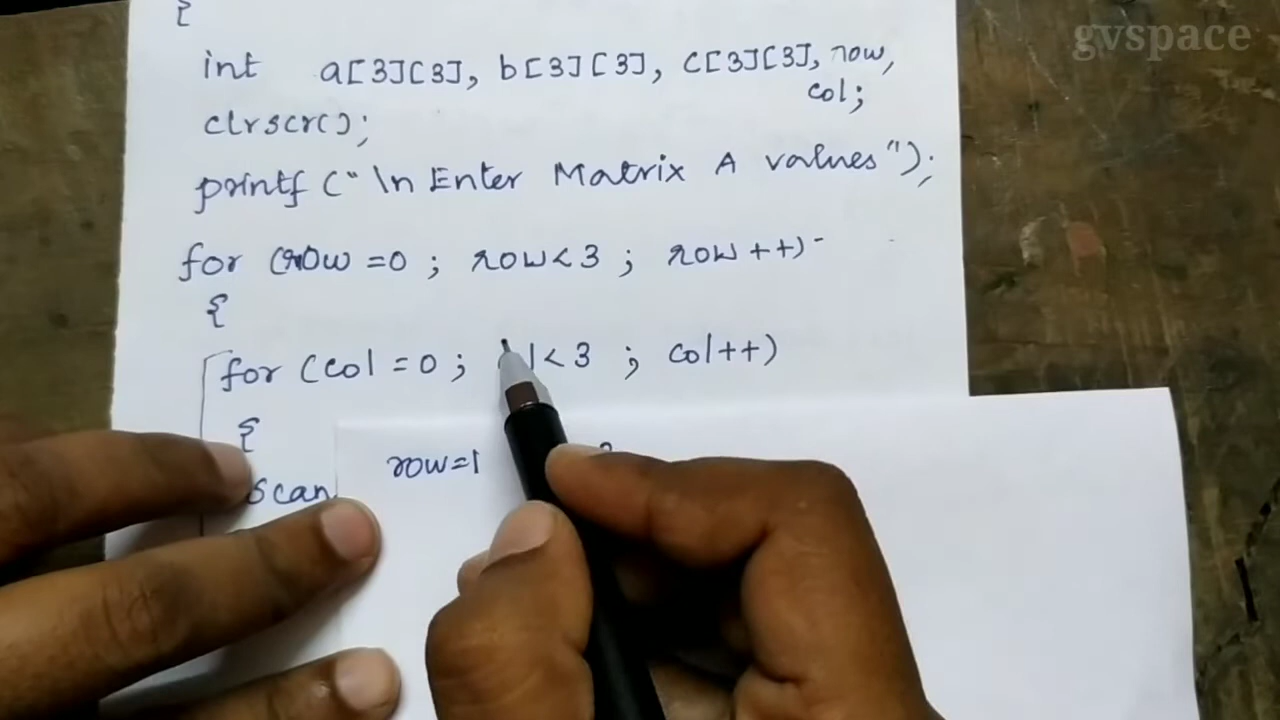 gvspace
{
int a[3][3], b[3][3], c[3][3], row,
col;
clrscr();
printf ("\n Enter Matrix A values");
for (row=0 ; row<3 ; row++)
{
for (col = 0 ; <3 ; col++)
{
scan
row=1